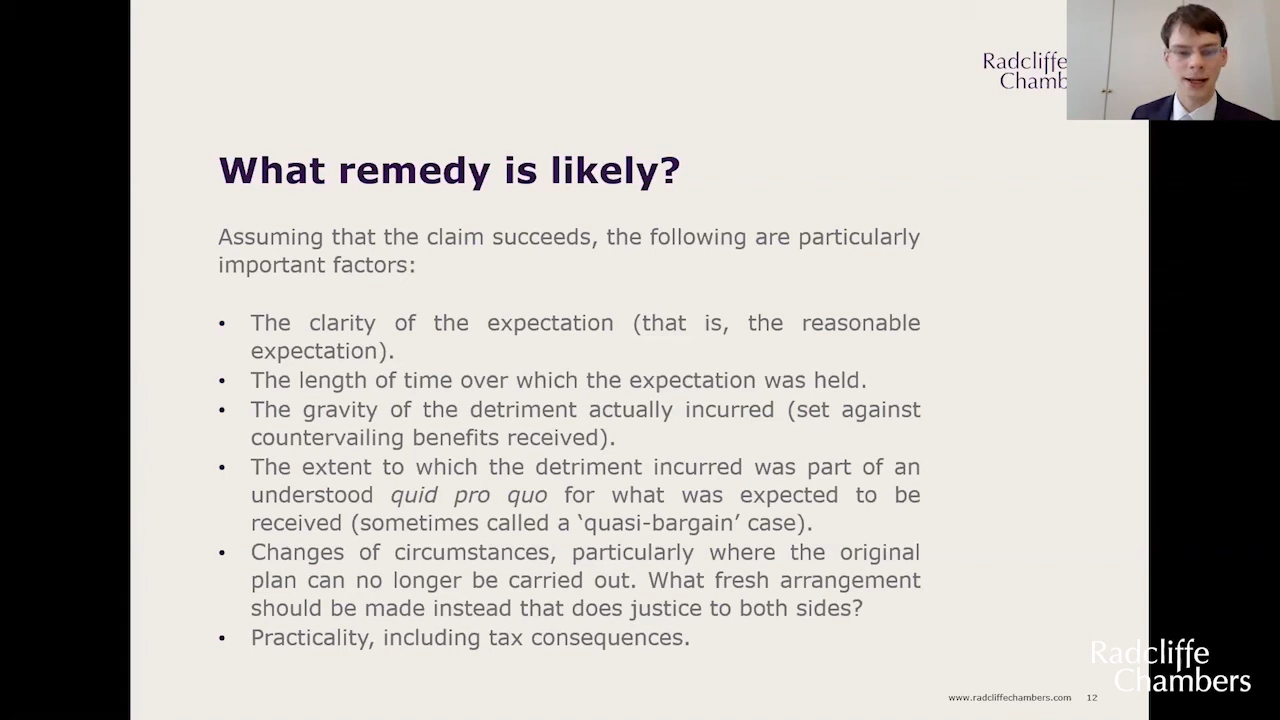 Radcliffe
Chamb
What remedy is likely?
Assuming that the claim succeeds, the following are particularly
important factors:
• The clarity of the expectation (that is, the reasonable
expectation).
• The length of time over which the expectation was held.
• The gravity of the detriment actually incurred (set against
countervailing benefits received).
• The extent to which the detriment incurred was part of an
understood quid pro quo for what was expected to be
received (sometimes called a ‘quasi-bargain’ case).
• Changes of circumstances, particularly where the original
plan can no longer be carried out. What fresh arrangement
should be made instead that does justice to both sides?
• Practicality, including tax consequences.
Radcliffe
Chambers
www.radcliffechambers.com 12